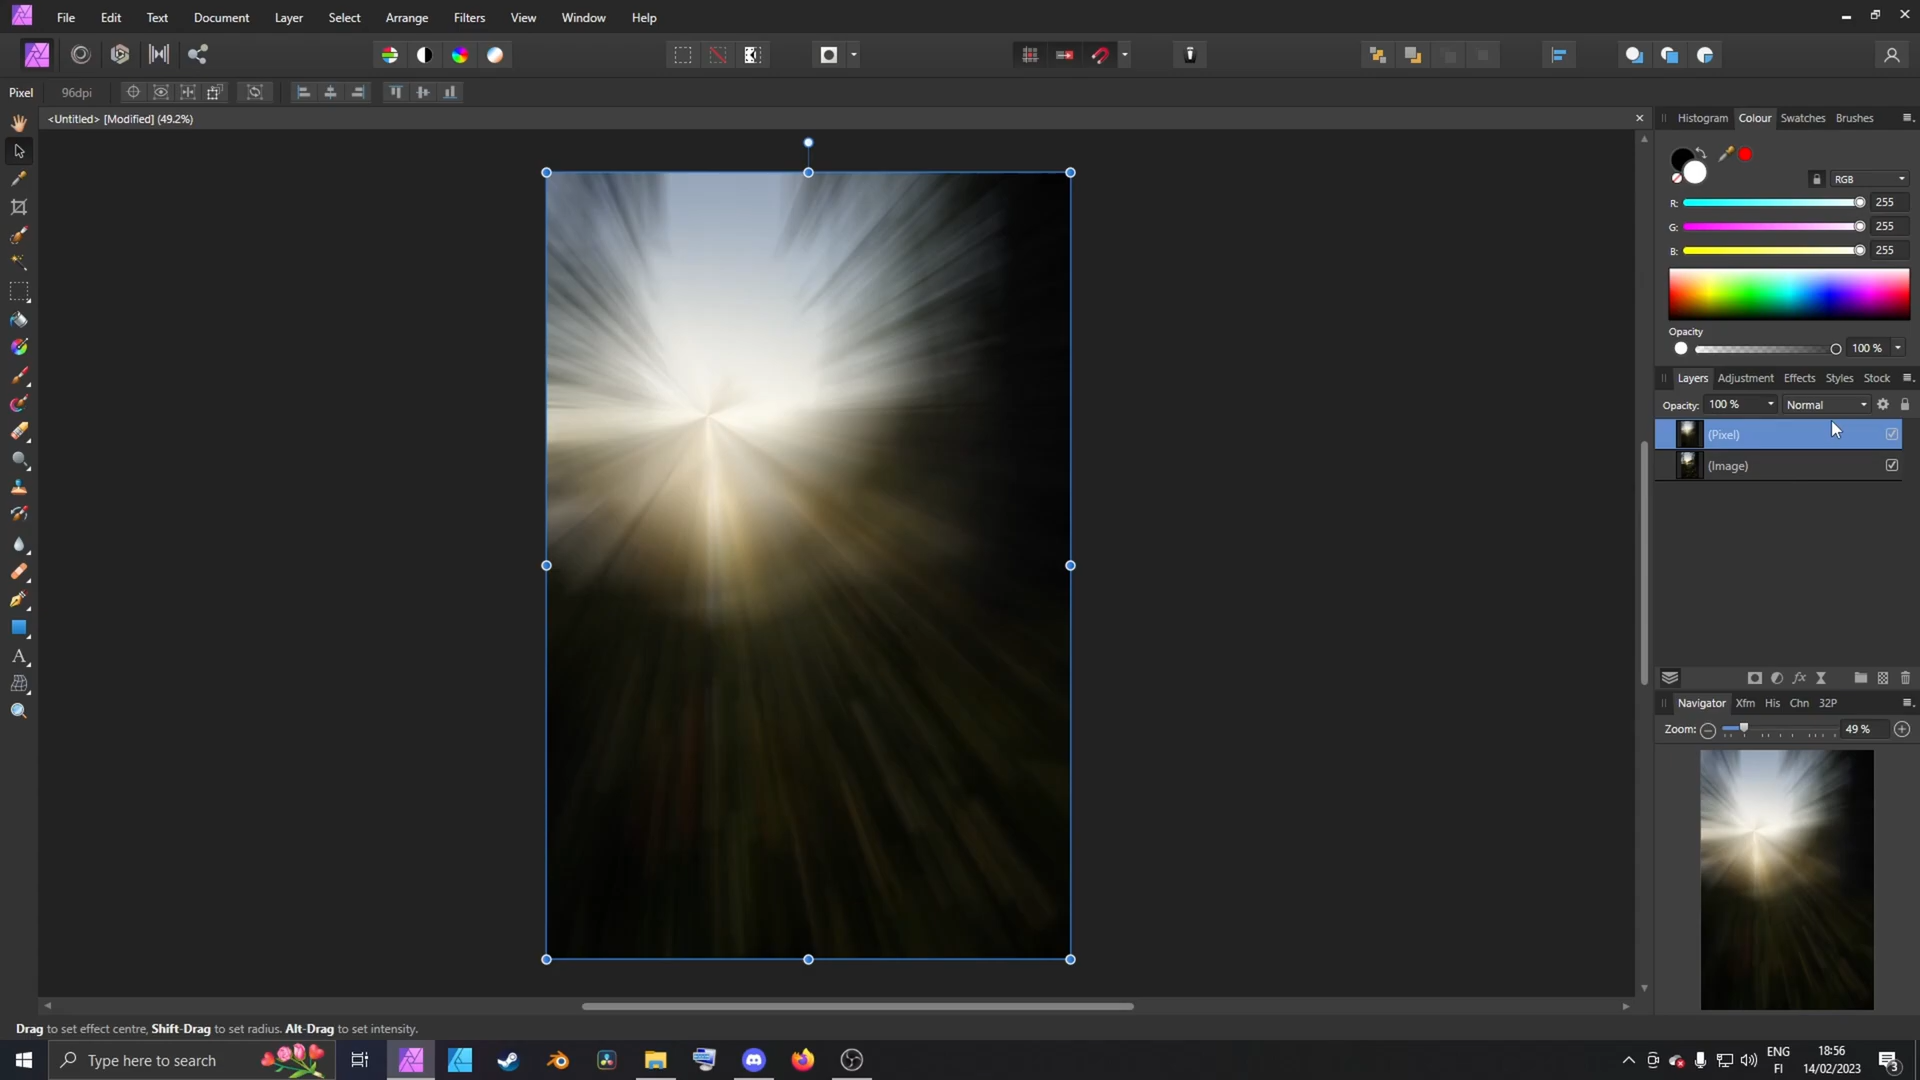 File Edit Text Document Layer Select Arrange Filters View Window Help
Pixel 96dpi
<Untitled> [Modified] (49.2%)
Histogram Colour Swatches Brushes
RGB
R: 255
G: 255
B: 255
Opacity
100 %
Layers Adjustment Effects Styles Stock
Opacity: 100 % Normal
(Pixel)
(Image)
fx
Navigator Xfm His Chn 32P
Zoom: 49 %
A
Drag to set effect centre, Shift-Drag to set radius. Alt-Drag to set intensity.
Type here to search
ENG
FI
18:56
14/02/2023
3